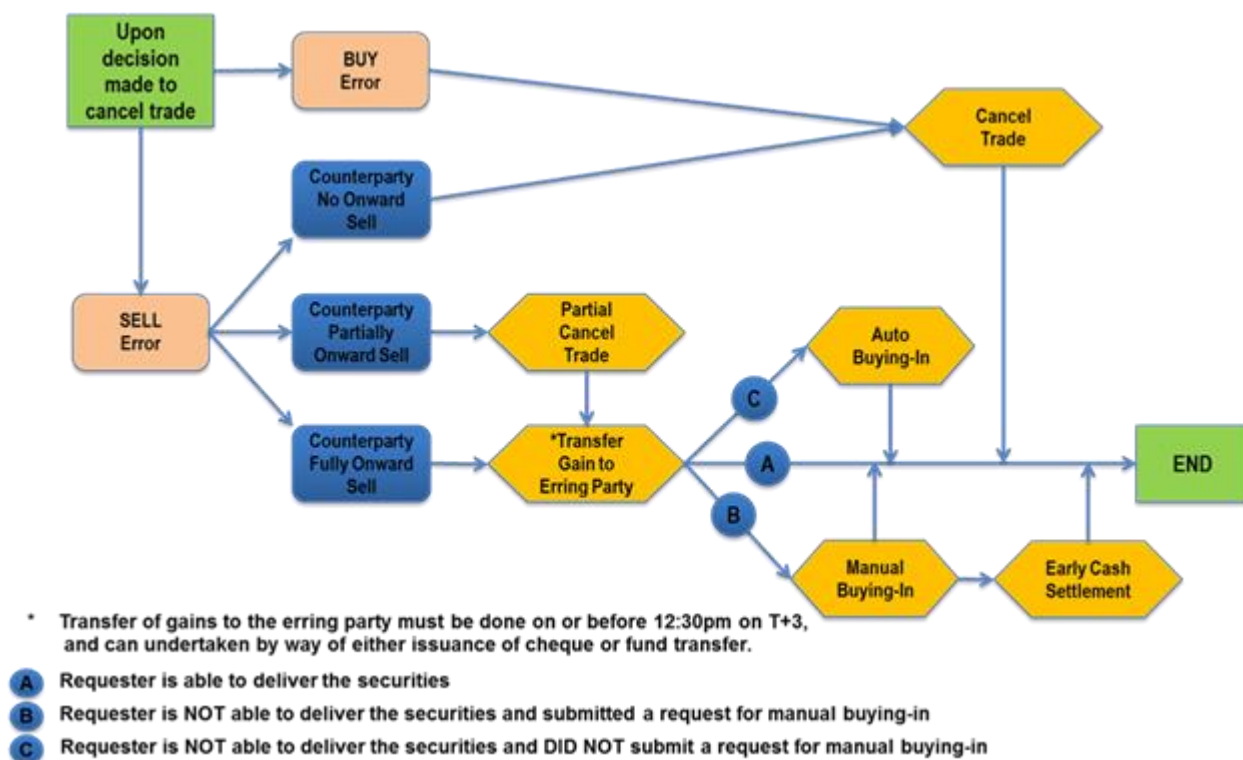 Upon
decision
made to
cancel trade
BUY
Error
Cancel
Trade
Counterparty
No Onward
Sell
SELL
Error
Counterparty
Partially
Onward Sell
Partial
Cancel
Trade
Auto
Buying-In
C
Counterparty
Fully Onward
Sell
*Transfer
Gain to
Erring Party
A
END
B
Manual
Buying-In
Early Cash
Settlement
* Transfer of gains to the erring party must be done on or before 12:30pm on T+3,
and can undertaken by way of either issuance of cheque or fund transfer.
A Requester is able to deliver the securities
B Requester is NOT able to deliver the securities and submitted a request for manual buying-in
C Requester is NOT able to deliver the securities and DID NOT submit a request for manual buying-in